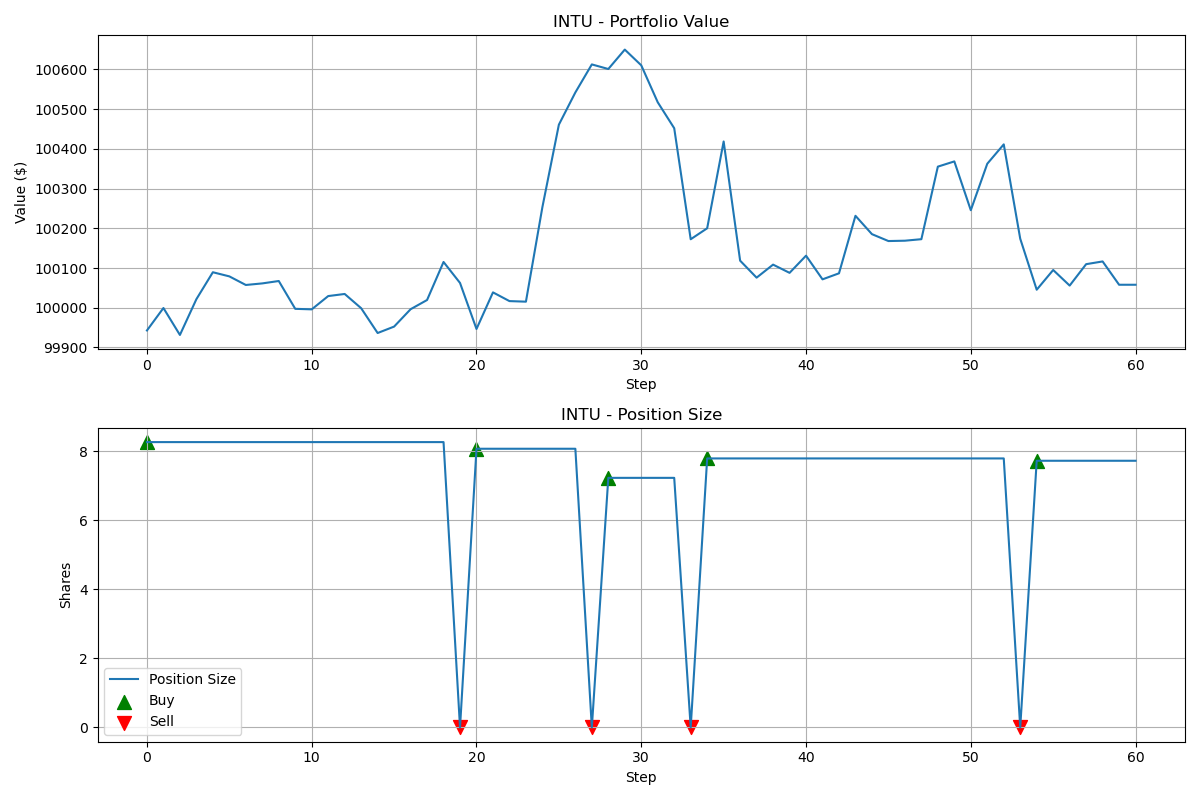 INTU - Portfolio Value
Value ($)
100600
100500
100400
100300
100200
100100
100000
99900
0 10 20 30 40 50 60
Step
INTU - Position Size
Shares
8
6
4
2
0
Position Size
Buy
Sell
0 10 20 30 40 50 60
Step